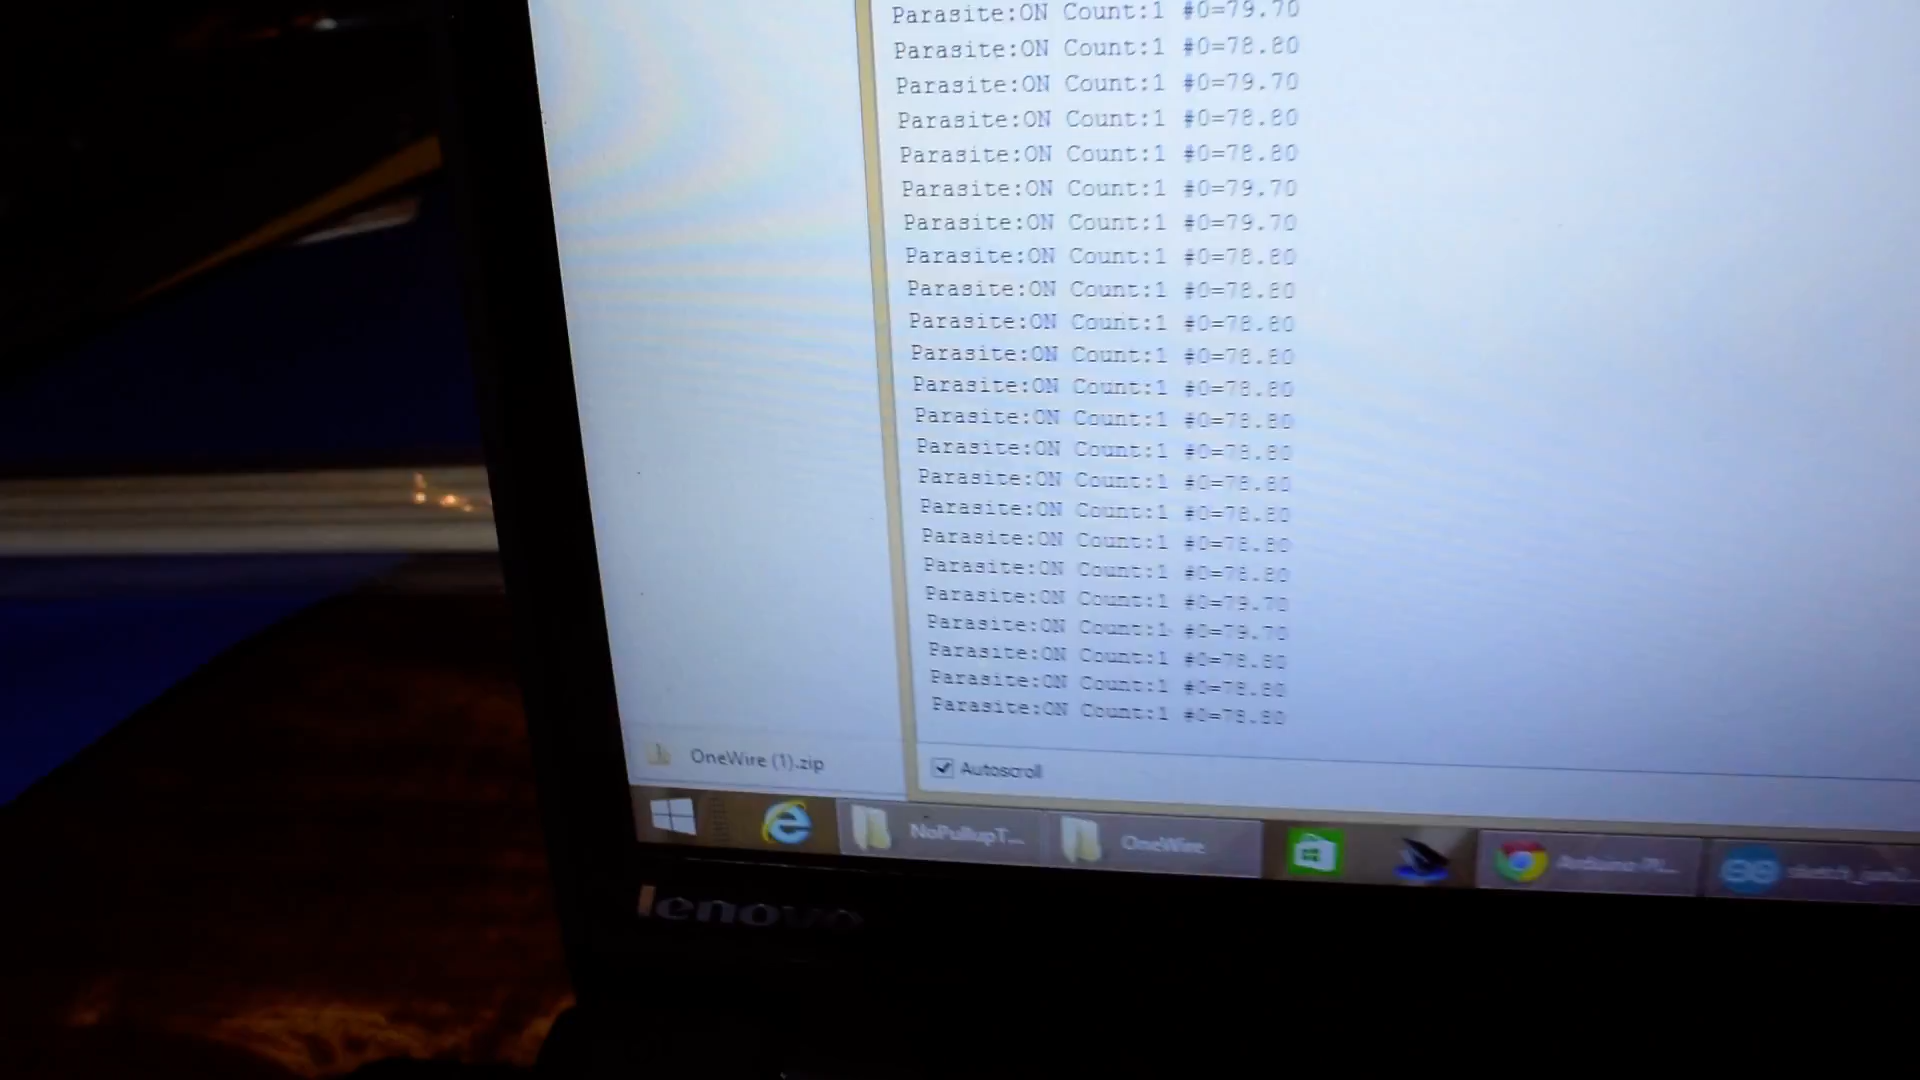 Parasite:ON Count:1 #0=79.70
Parasite:ON Count:1 #0=78.80
Parasite:ON Count:1 #0=79.70
Parasite:ON Count:1 #0=78.80
Parasite:ON Count:1 #0=78.80
Parasite:ON Count:1 #0=79.70
Parasite:ON Count:1 #0=79.70
Parasite:ON Count:1 #0=78.80
Parasite:ON Count:1 #0=78.80
Parasite:ON Count:1 #0=78.80
Parasite:ON Count:1 #0=78.80
Parasite:ON Count:1 #0=78.80
Parasite:ON Count:1 #0=78.80
Parasite:ON Count:1 #0=78.80
Parasite:ON Count:1 #0=78.80
Parasite:ON Count:1 #0=78.80
Parasite:ON Count:1 #0=78.80
Parasite:ON Count:1 #0=78.80
Parasite:ON Count:1 #0=79.70
Parasite:ON Count:1 #0=79.70
Parasite:ON Count:1 #0=78.80
Parasite:ON Count:1 #0=78.80
Parasite:ON Count:1 #0=78.80
OneWire (1).zip
Autoscroll
NoPullupT...
OneWire
Arduino
lenovo